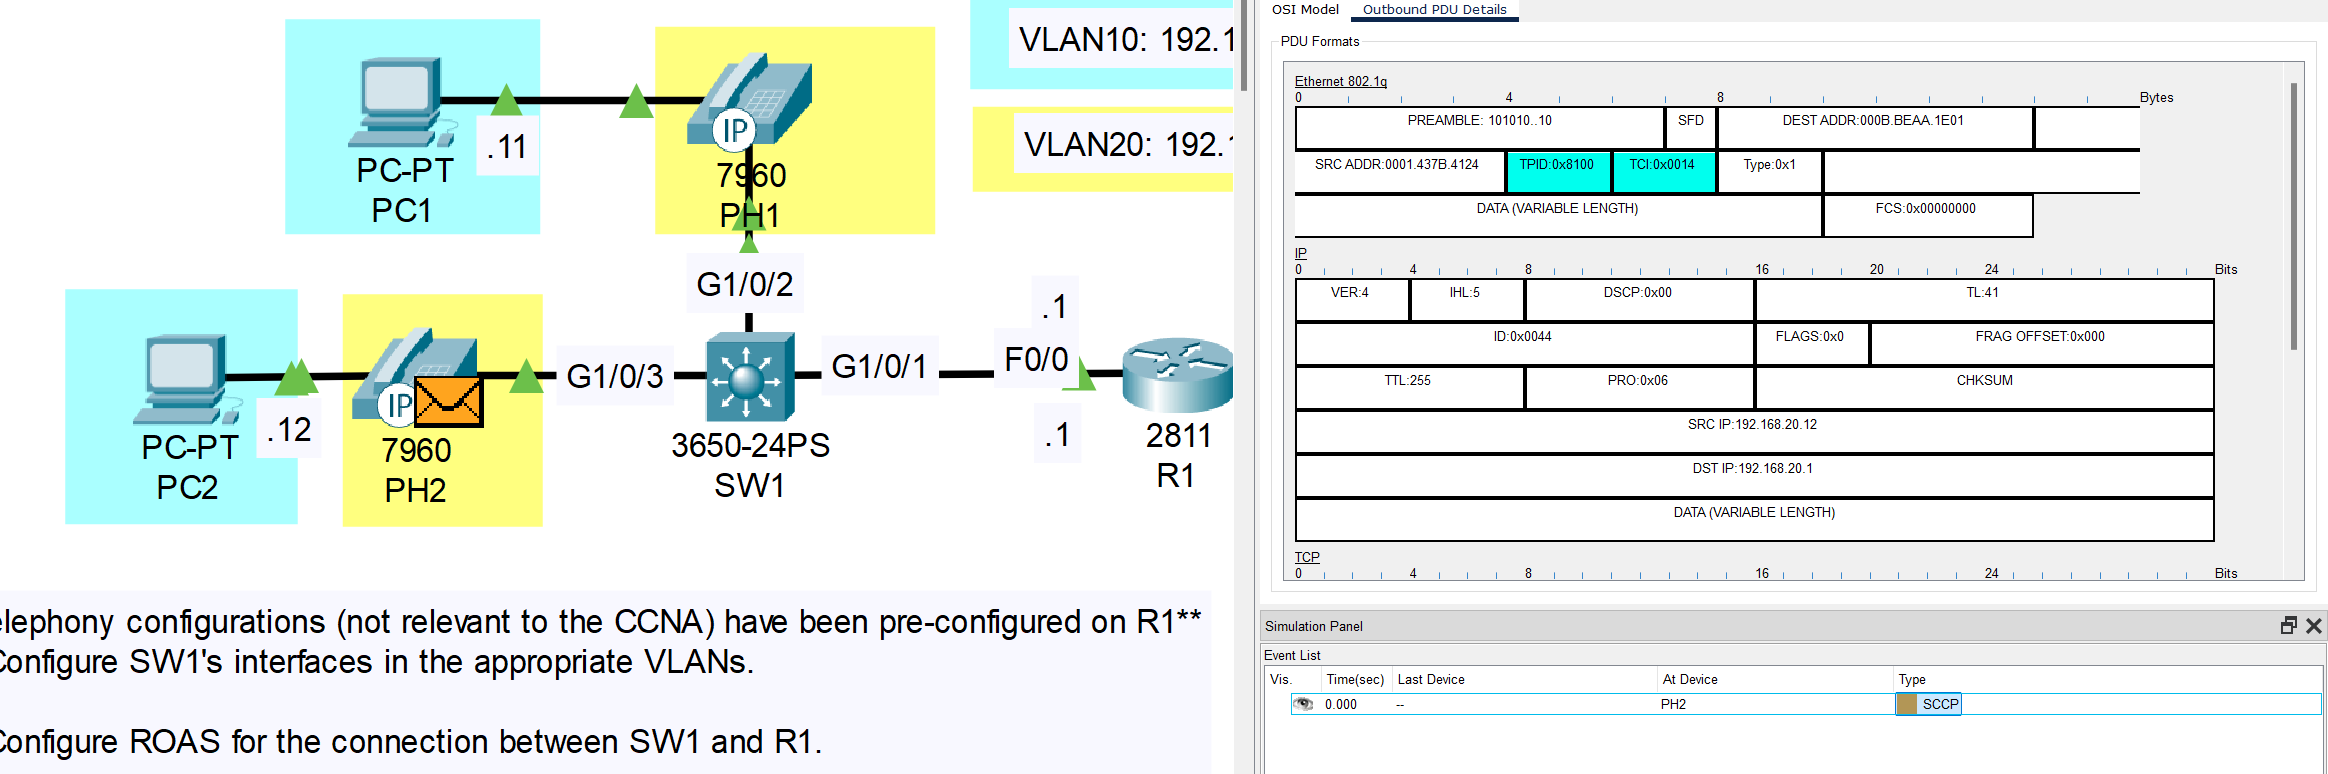 VLAN10: 192.1
VLAN20: 192.1
.11
PC-PT
PC1
IP
7960
PH1
G1/0/2
.1
F0/0
G1/0/1
G1/0/3
.1
IP
.12
PC-PT
PC2
7960
PH2
3650-24PS
SW1
2811
R1
elephony configurations (not relevant to the CCNA) have been pre-configured on R1**
Configure SW1's interfaces in the appropriate VLANs.
Configure ROAS for the connection between SW1 and R1.
OSI Model Outbound PDU Details
PDU Formats
Ethernet 802.1q
0 4 8 Bytes
PREAMBLE: 101010..10 SFD DEST ADDR:000B.BEAA.1E01
SRC ADDR:0001.437B.4124 TPID:0x8100 TCI:0x0014 Type:0x1
DATA (VARIABLE LENGTH) FCS:0x00000000
IP
0 4 8 16 20 24 Bits
VER:4 IHL:5 DSCP:0x00 TL:41
ID:0x0044 FLAGS:0x0 FRAG OFFSET:0x000
TTL:255 PRO:0x06 CHKSUM
SRC IP:192.168.20.12
DST IP:192.168.20.1
DATA (VARIABLE LENGTH)
TCP
0 4 8 16 24 Bits
Simulation Panel
Event List
Vis. Time(sec) Last Device At Device Type
0.000 -- PH2 SCCP